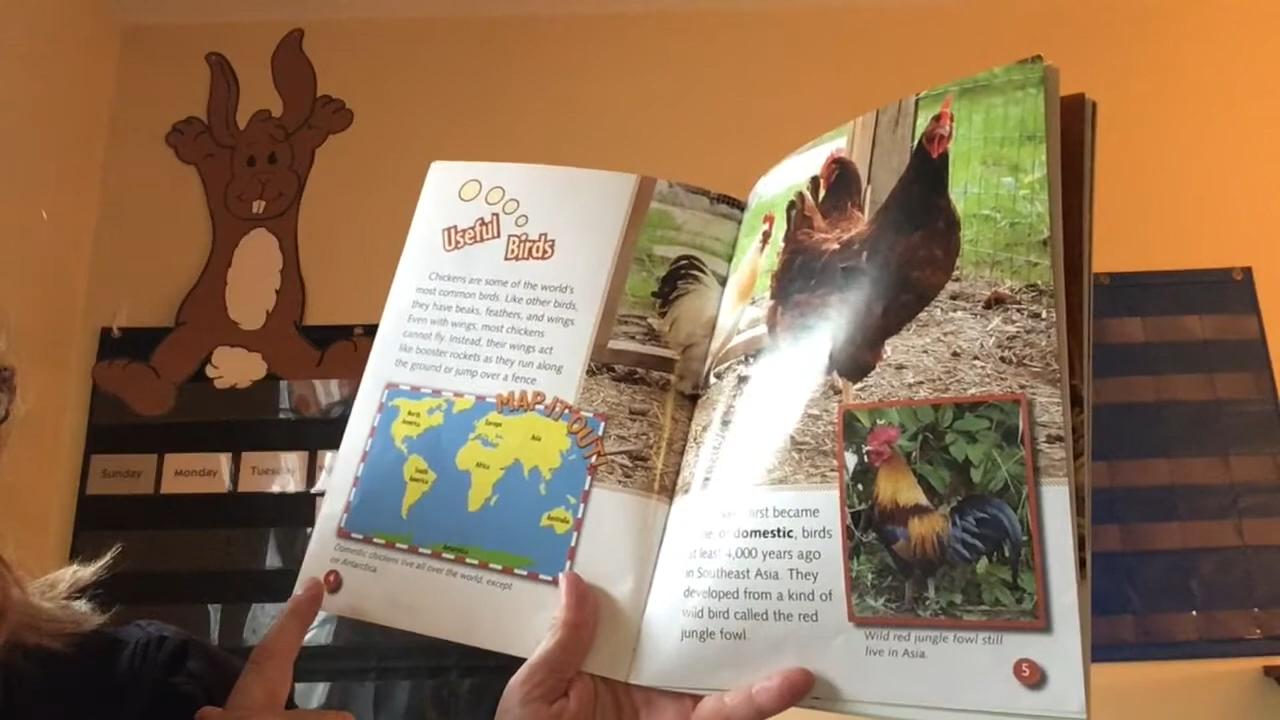 Sunday Monday Tuesday
Useful Birds
Chickens are some of the world's
most common birds. Like other birds,
they have beaks, feathers, and wings.
Even with wings, most chickens
cannot fly. Instead, their wings act
like booster rockets as they run along
the ground or jump over a fence.
MAP IT OUT!
North
America
Europe
Asia
Africa
South
America
Australia
Antarctica
Domestic chickens live all over the world, except
on Antarctica.
4
first became
domestic, birds
at least 4,000 years ago
in Southeast Asia. They
developed from a kind of
wild bird called the red
jungle fowl.
Wild red jungle fowl still
live in Asia.
5